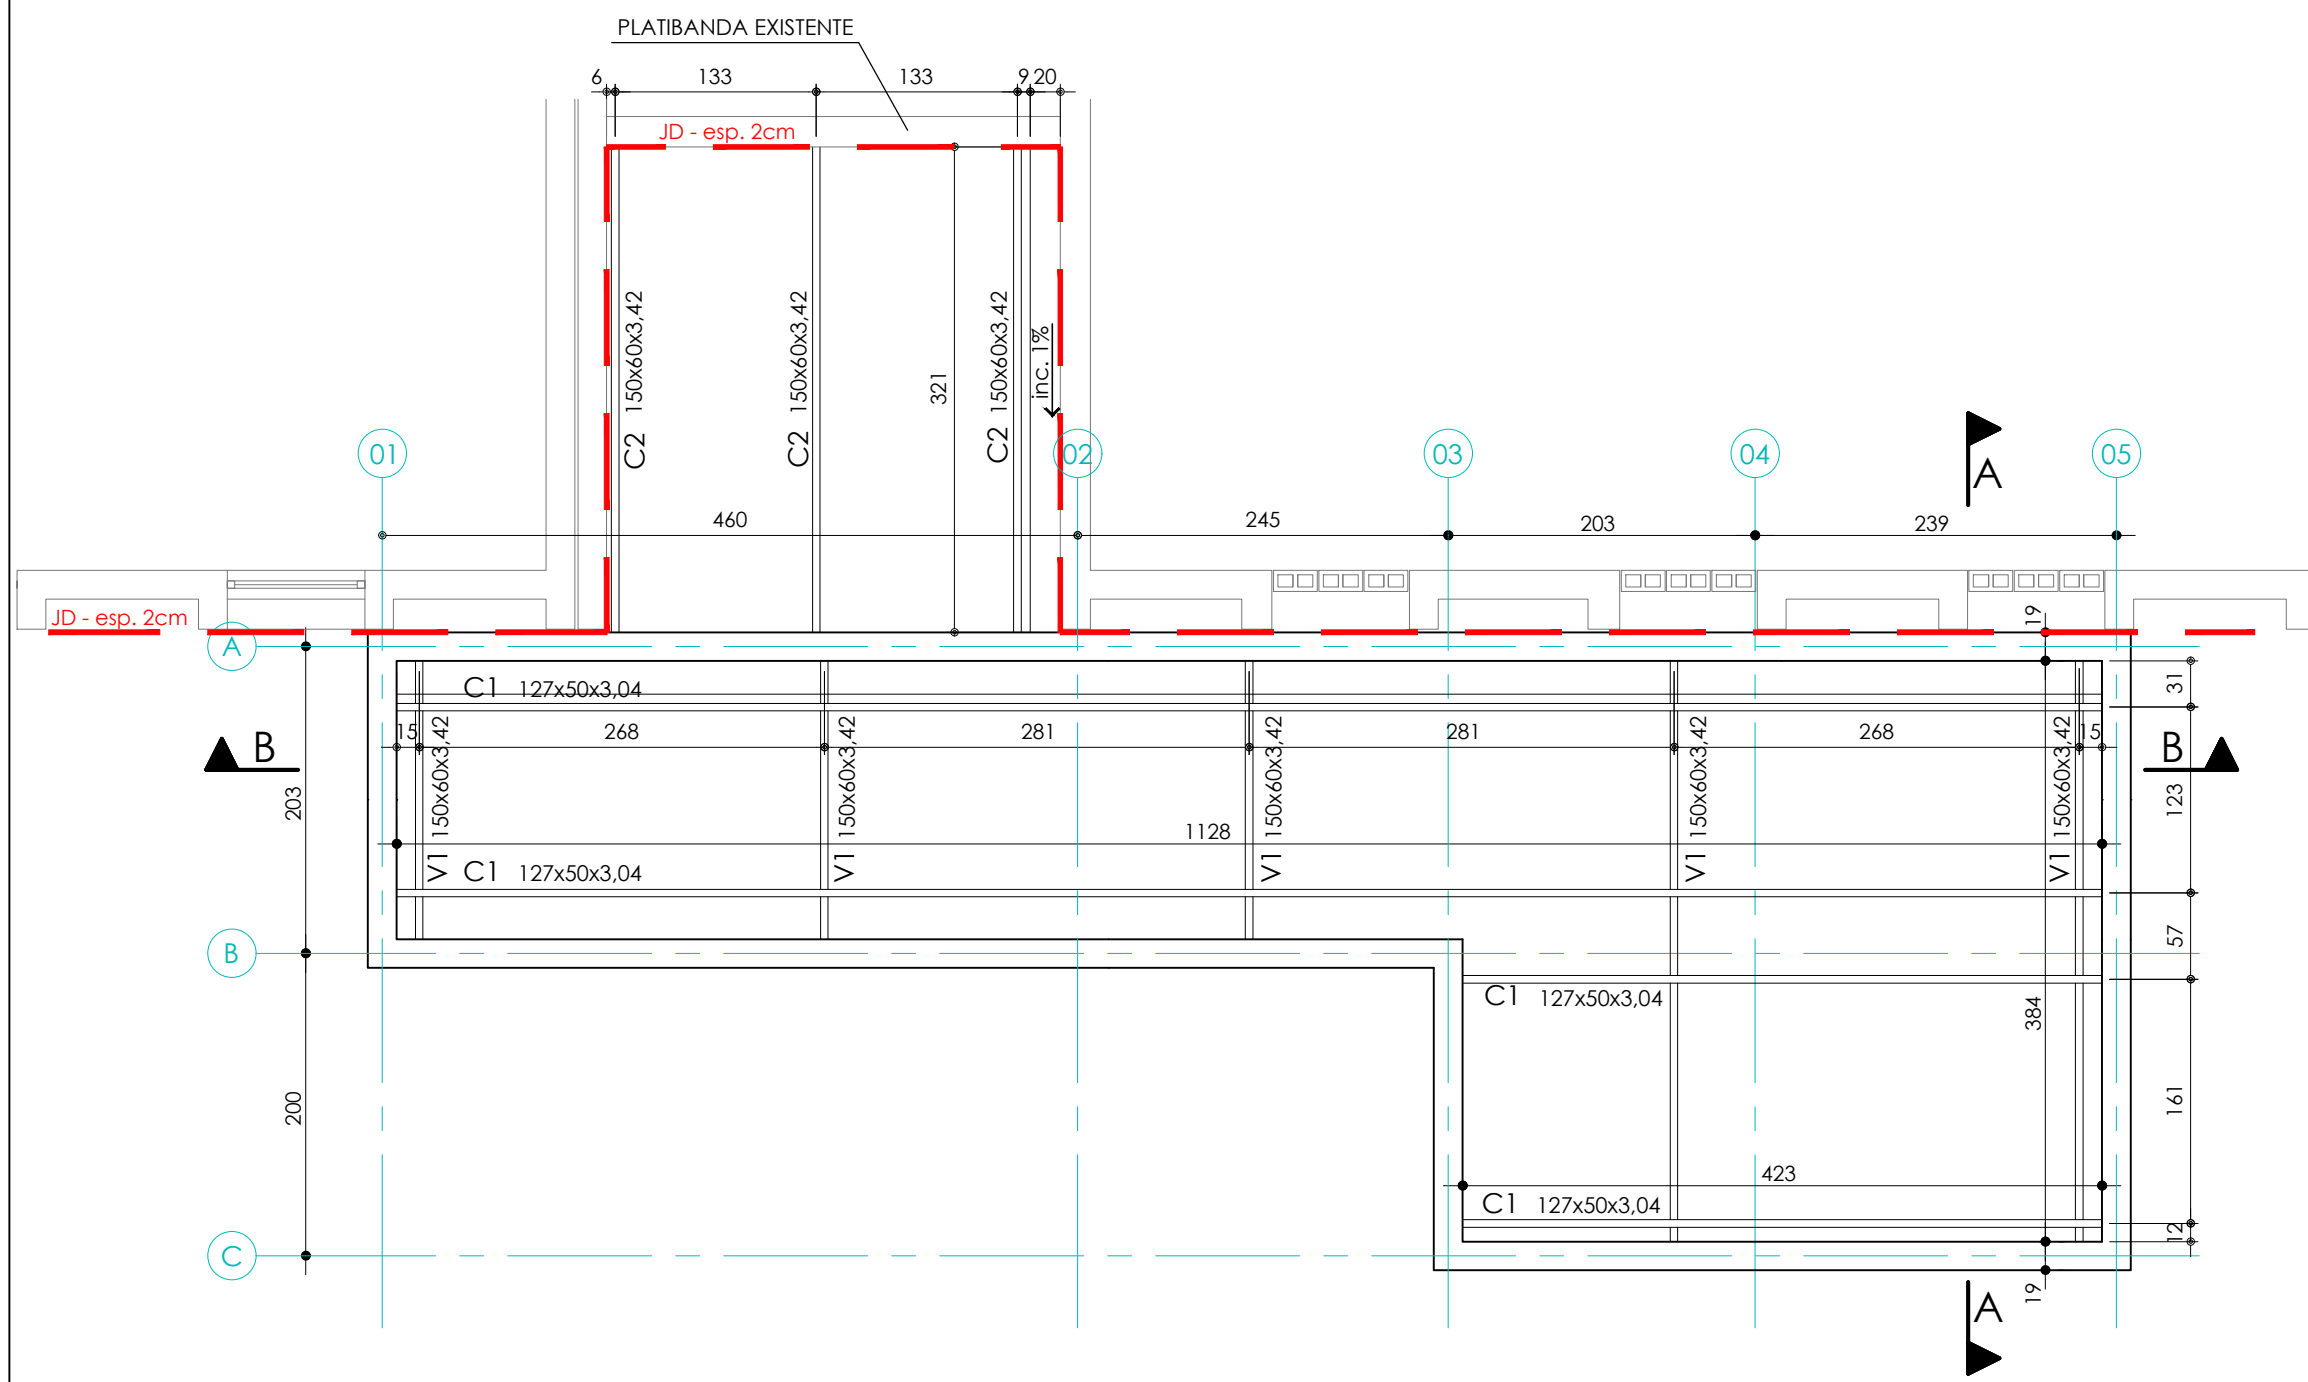 PLATIBANDA EXISTENTE
6 133 133 9 20
JD - esp. 2cm
C2 150x60x3,42
C2 150x60x3,42
C2 150x60x3,42
321
inc. 1%
01 02 03 04 05
A
460 245 203 239
JD - esp. 2cm
19
A
C1 127x50x3,04
31
15 268 281 281 268 15
V1 150x60x3,42
V1 150x60x3,42
V1 150x60x3,42
V1 150x60x3,42
V1 150x60x3,42
B B
203
123
1128
C1 127x50x3,04
57
B
C1 127x50x3,04
384
200
161
423
C1 127x50x3,04
12
C
19
A